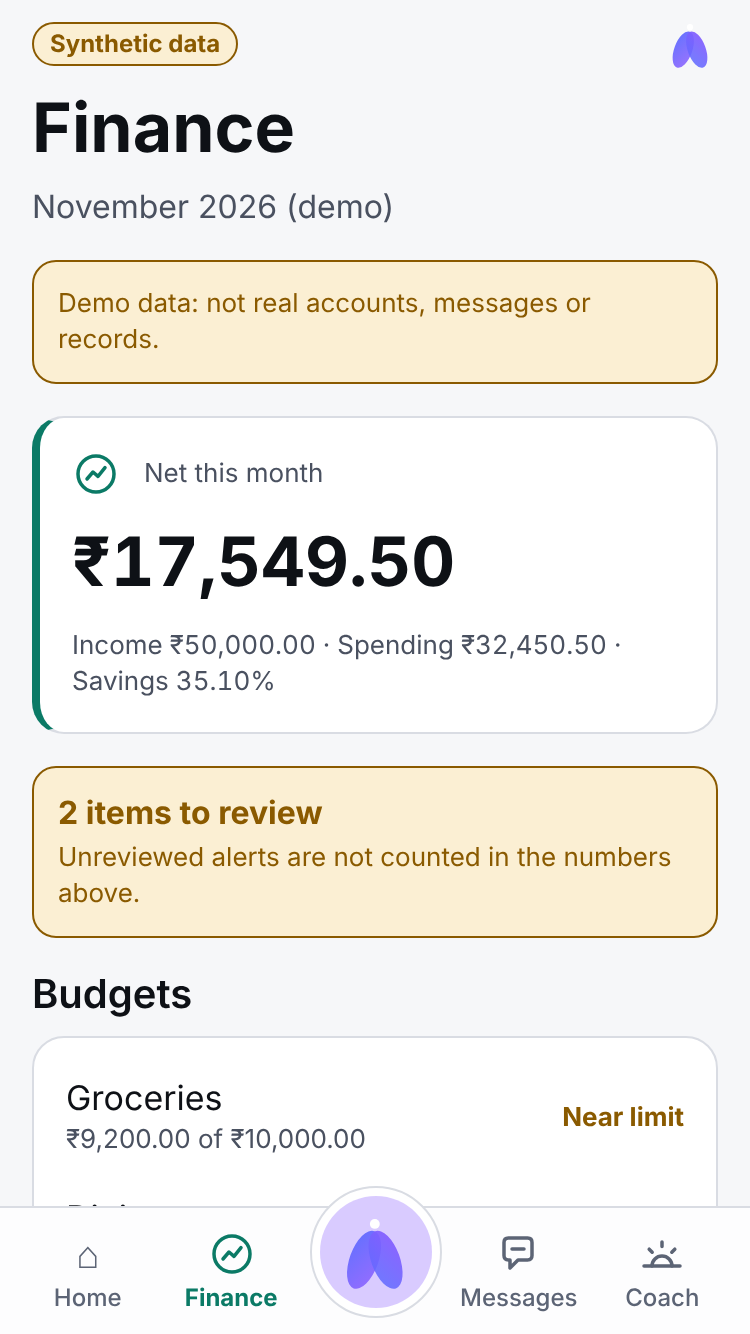 Synthetic data
Finance
November 2026 (demo)
Demo data: not real accounts, messages or
records.
Net this month
₹17,549.50
Income ₹50,000.00 · Spending ₹32,450.50 ·
Savings 35.10%
2 items to review
Unreviewed alerts are not counted in the numbers
above.
Budgets
Groceries
₹9,200.00 of ₹10,000.00
Near limit
Home
Finance
Messages
Coach